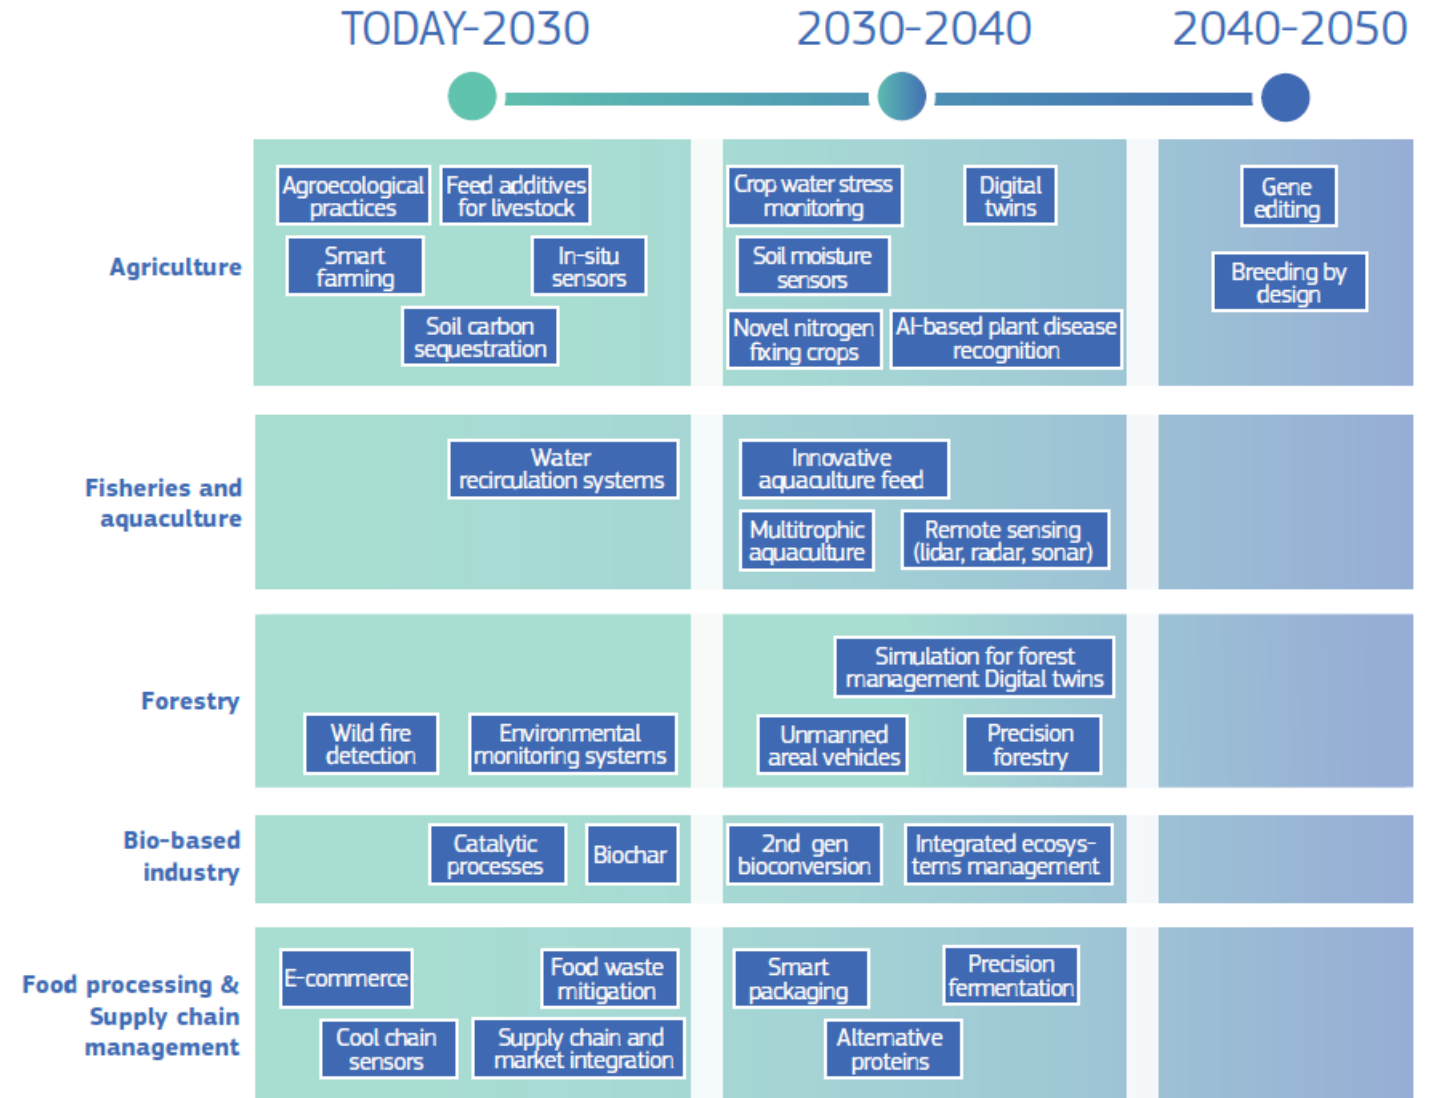 TODAY-2030
2030-2040
2040-2050
Agriculture
Agroecological
practices
Feed additives
for livestock
Smart
farming
In-situ
sensors
Soil carbon
sequestration
Crop water stress
monitoring
Digital
twins
Soil moisture
sensors
Novel nitrogen
fixing crops
AI-based plant disease
recognition
Gene
editing
Breeding by
design
Fisheries and
aquaculture
Water
recirculation systems
Innovative
aquaculture feed
Multitrophic
aquaculture
Remote sensing
(lidar, radar, sonar)
Forestry
Wild fire
detection
Environmental
monitoring systems
Simulation for forest
management Digital twins
Unmanned
areal vehicles
Precision
forestry
Bio-based
industry
Catalytic
processes
Biochar
2nd gen
bioconversion
Integrated ecosys-
tems management
Food processing &
Supply chain
management
E-commerce
Food waste
mitigation
Cool chain
sensors
Supply chain and
market integration
Smart
packaging
Precision
fermentation
Alternative
proteins